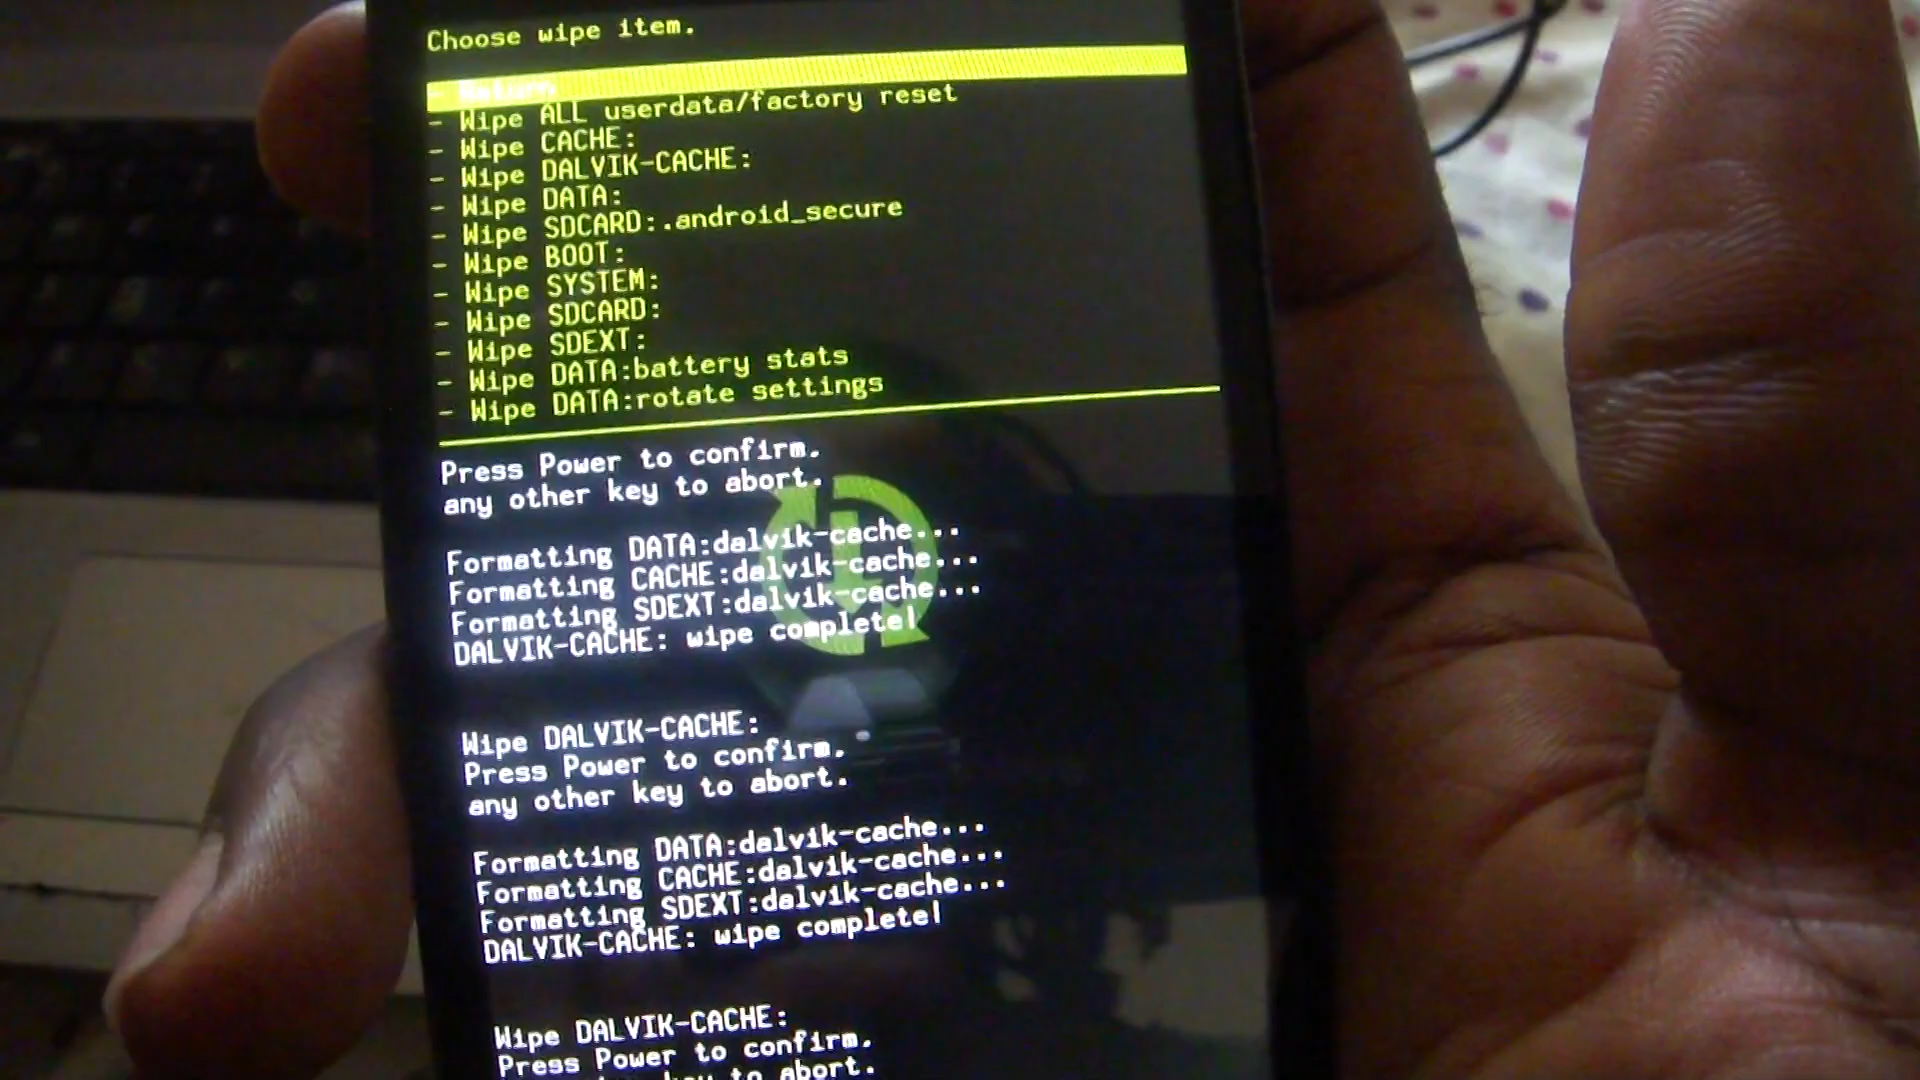 Choose wipe item.
- Return
- Wipe ALL userdata/factory reset
- Wipe CACHE:
- Wipe DALVIK-CACHE:
- Wipe DATA:
- Wipe SDCARD:.android_secure
- Wipe BOOT:
- Wipe SYSTEM:
- Wipe SDCARD:
- Wipe SDEXT:
- Wipe DATA:battery stats
- Wipe DATA:rotate settings
Press Power to confirm.
any other key to abort.
Formatting DATA:dalvik-cache...
Formatting CACHE:dalvik-cache...
Formatting SDEXT:dalvik-cache...
DALVIK-CACHE: wipe complete!
Wipe DALVIK-CACHE:
Press Power to confirm.
any other key to abort.
Formatting DATA:dalvik-cache...
Formatting CACHE:dalvik-cache...
Formatting SDEXT:dalvik-cache...
DALVIK-CACHE: wipe complete!
Wipe DALVIK-CACHE:
Press Power to confirm.
key to abort.